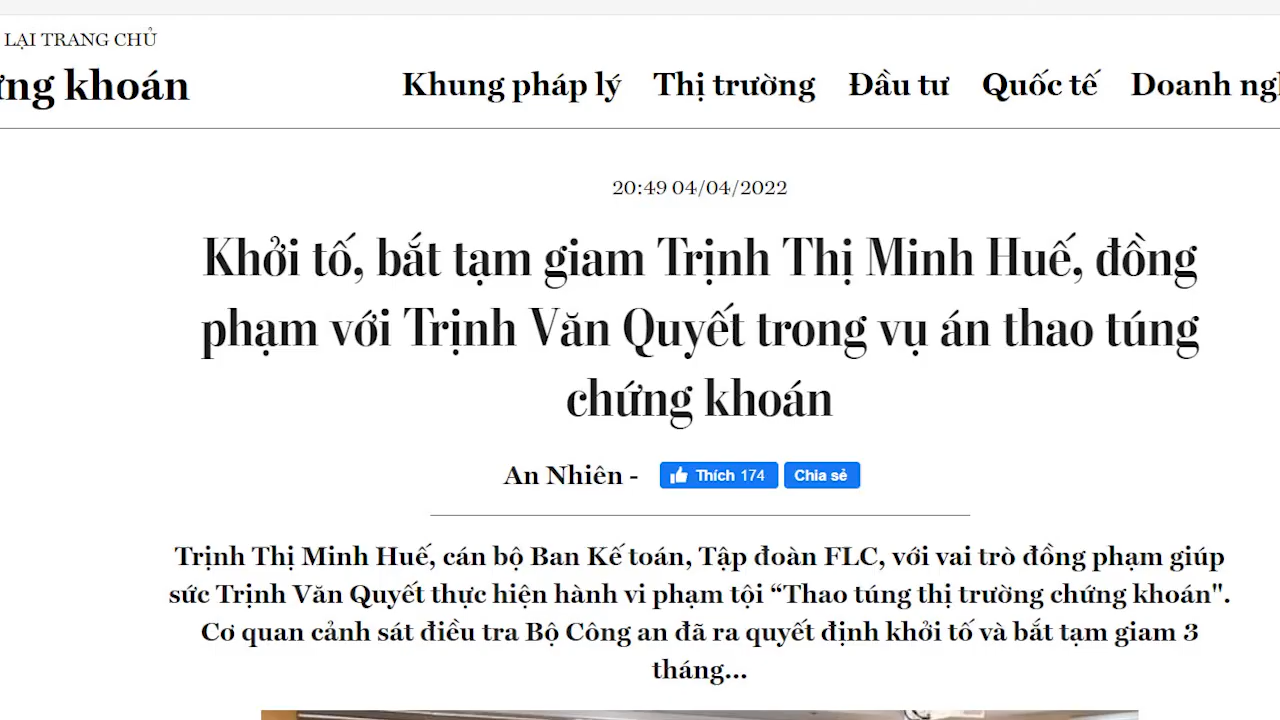 LẠI TRANG CHỦ
khoán
Khung pháp lý Thị trường Đầu tư Quốc tế Doanh
20:49 04/04/2022
Khởi tố, bắt tạm giam Trịnh Thị Minh Huế, đồng
phạm với Trịnh Văn Quyết trong vụ án thao túng
chứng khoán
An Nhiên -
Thích 174 Chia sẻ
Trịnh Thị Minh Huế, cán bộ Ban Kế toán, Tập đoàn FLC, với vai trò đồng phạm giúp
sức Trịnh Văn Quyết thực hiện hành vi phạm tội “Thao túng thị trường chứng khoán".
Cơ quan cảnh sát điều tra Bộ Công an đã ra quyết định khởi tố và bắt tạm giam 3
tháng...